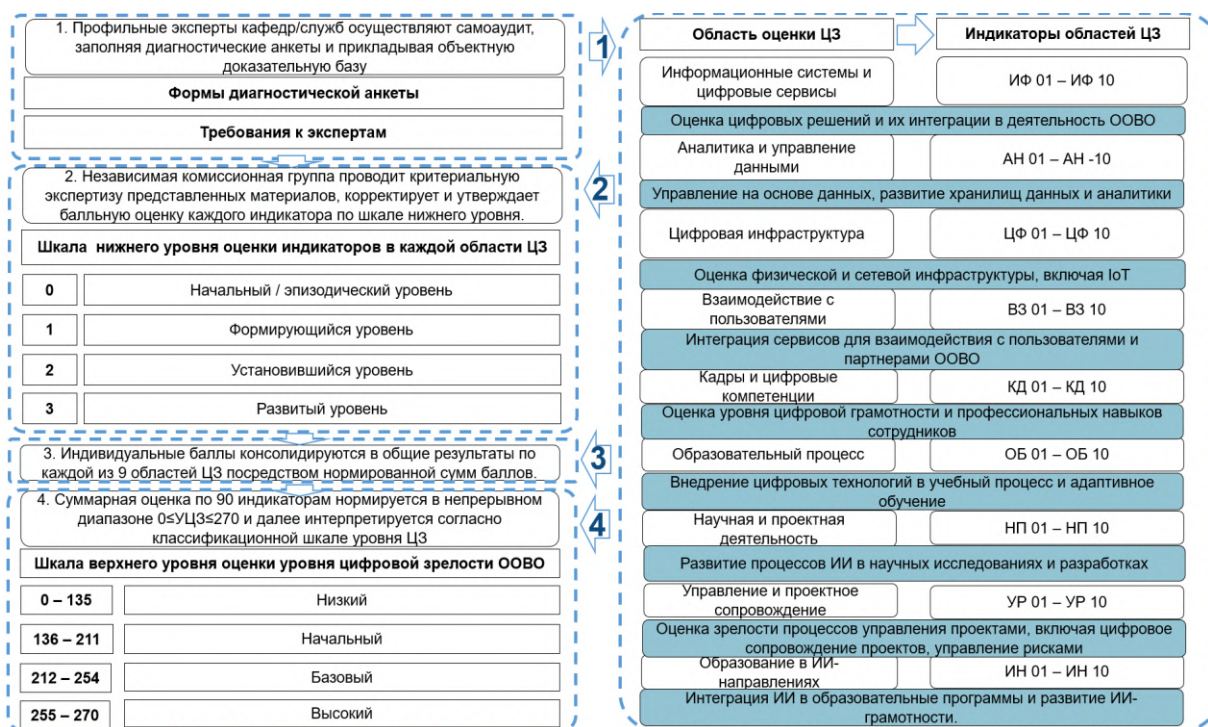 1. Профильные эксперты кафедр/служб осуществляют самоаудит,
заполняя диагностические анкеты и прикладывая объектную
доказательную базу
Формы диагностической анкеты
Требования к экспертам
2. Независимая комиссионная группа проводит критериальную
экспертизу представленных материалов, корректирует и утверждает
балльную оценку каждого индикатора по шкале нижнего уровня.
Шкала нижнего уровня оценки индикаторов в каждой области ЦЗ
0 Начальный / эпизодический уровень
1 Формирующийся уровень
2 Установившийся уровень
3 Развитый уровень
3. Индивидуальные баллы консолидируются в общие результаты по
каждой из 9 областей ЦЗ посредством нормированной сумм баллов.
4. Суммарная оценка по 90 индикаторам нормируется в непрерывном
диапазоне 0≤УЦЗ≤270 и далее интерпретируется согласно
классификационной шкале уровня ЦЗ
Шкала верхнего уровня оценки уровня цифровой зрелости ООВО
0 – 135 Низкий
136 – 211 Начальный
212 – 254 Базовый
255 – 270 Высокий
1
2
3
4
Область оценки ЦЗ Индикаторы областей ЦЗ
Информационные системы и
цифровые сервисы
ИФ 01 – ИФ 10
Оценка цифровых решений и их интеграции в деятельность ООВО
Аналитика и управление
данными
АН 01 – АН -10
Управление на основе данных, развитие хранилищ данных и аналитики
Цифровая инфраструктура
ЦФ 01 – ЦФ 10
Оценка физической и сетевой инфраструктуры, включая IoT
Взаимодействие с
пользователями
ВЗ 01 – ВЗ 10
Интеграция сервисов для взаимодействия с пользователями и
партнерами ООВО
Кадры и цифровые
компетенции
КД 01 – КД 10
Оценка уровня цифровой грамотности и профессиональных навыков
сотрудников
Образовательный процесс
ОБ 01 – ОБ 10
Внедрение цифровых технологий в учебный процесс и адаптивное
обучение
Научная и проектная
деятельность
НП 01 – НП 10
Развитие процессов ИИ в научных исследованиях и разработках
Управление и проектное
сопровождение
УР 01 – УР 10
Оценка зрелости процессов управления проектами, включая цифровое
сопровождение проектов, управление рисками
Образование в ИИ-
направлениях
ИН 01 – ИН 10
Интеграция ИИ в образовательные программы и развитие ИИ-
грамотности.